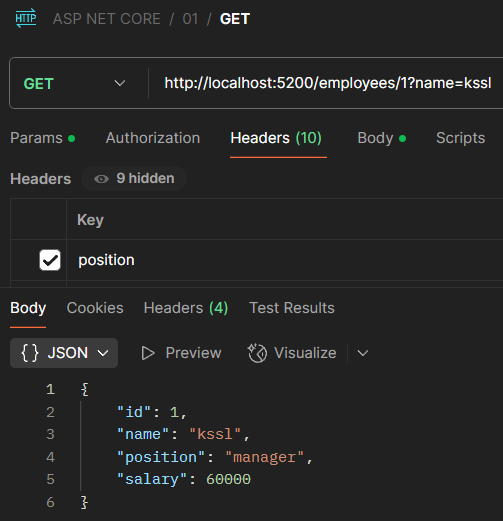 HTTP ASP NET CORE / 01 / GET
GET http://localhost:5200/employees/1?name=kssl
Params Authorization Headers (10) Body Scripts
Headers 9 hidden
Key
position
Body Cookies Headers (4) Test Results
{} JSON Preview Visualize
1 {
2 "id": 1,
3 "name": "kssl",
4 "position": "manager",
5 "salary": 60000
6 }